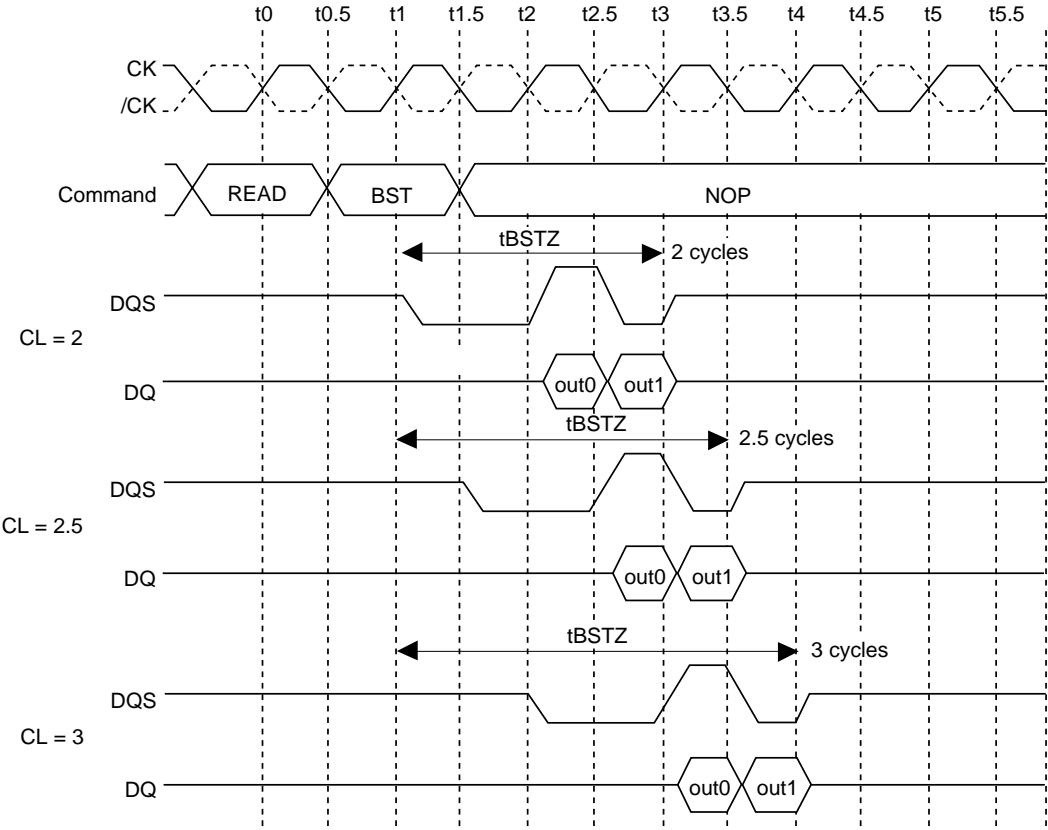 t0 t0.5 t1 t1.5 t2 t2.5 t3 t3.5 t4 t4.5 t5 t5.5
CK
/CK
Command READ BST NOP
tBSTZ 2 cycles
DQS
CL = 2
DQ out0 out1
tBSTZ 2.5 cycles
DQS
CL = 2.5
DQ out0 out1
tBSTZ 3 cycles
DQS
CL = 3
DQ out0 out1